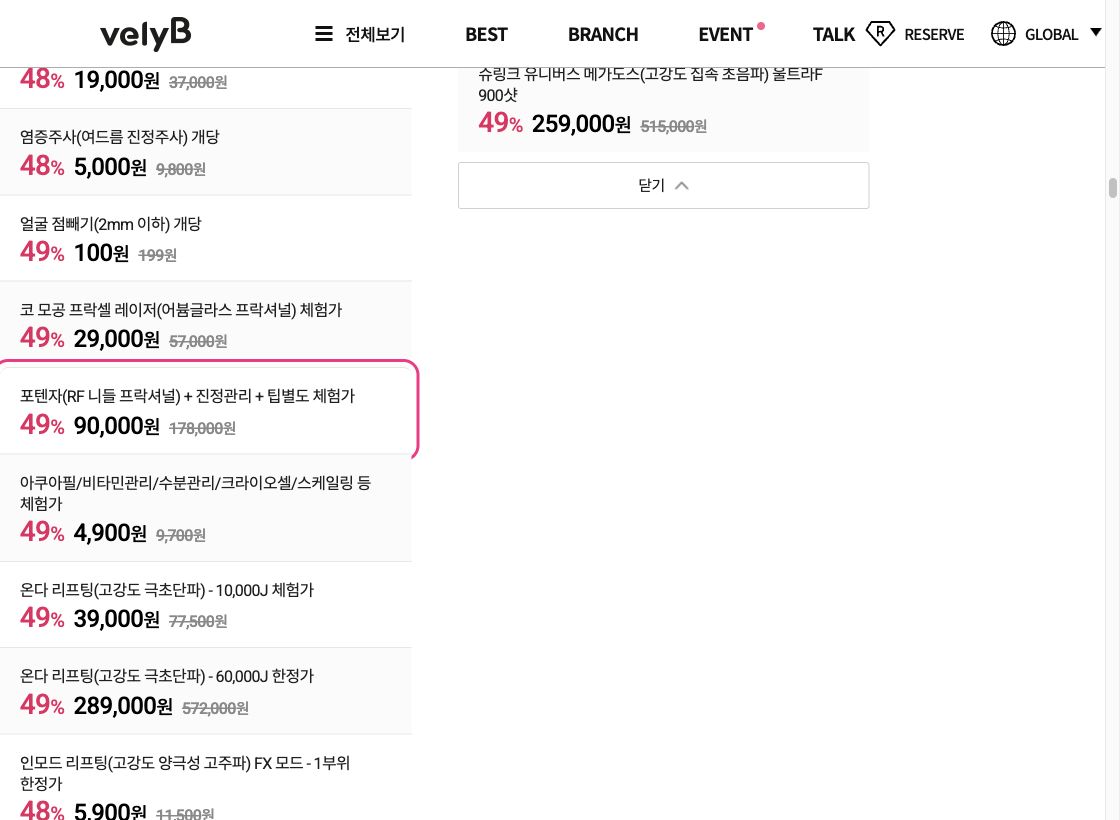 velyB
전체보기
BEST
BRANCH
EVENT
TALK
R
RESERVE
GLOBAL
48% 19,000원 37,000원
염증주사(여드름 진정주사) 개당
48% 5,000원 9,800원
얼굴 점빼기(2mm 이하) 개당
49% 100원 199원
코 모공 프락셀 레이저(어븀글라스 프락셔널) 체험가
49% 29,000원 57,000원
포텐자(RF 니들 프락셔널) + 진정관리 + 팁별도 체험가
49% 90,000원 178,000원
아쿠아필/비타민관리/수분관리/크라이오셀/스케일링 등
체험가
49% 4,900원 9,700원
온다 리프팅(고강도 극초단파) - 10,000J 체험가
49% 39,000원 77,500원
온다 리프팅(고강도 극초단파) - 60,000J 한정가
49% 289,000원 572,000원
인모드 리프팅(고강도 양극성 고주파) FX 모드 - 1부위
한정가
48% 5,900원 11,500원
슈링크 유니버스 메가도스(고강도 집속 초음파) 울트라F
900샷
49% 259,000원 515,000원
닫기